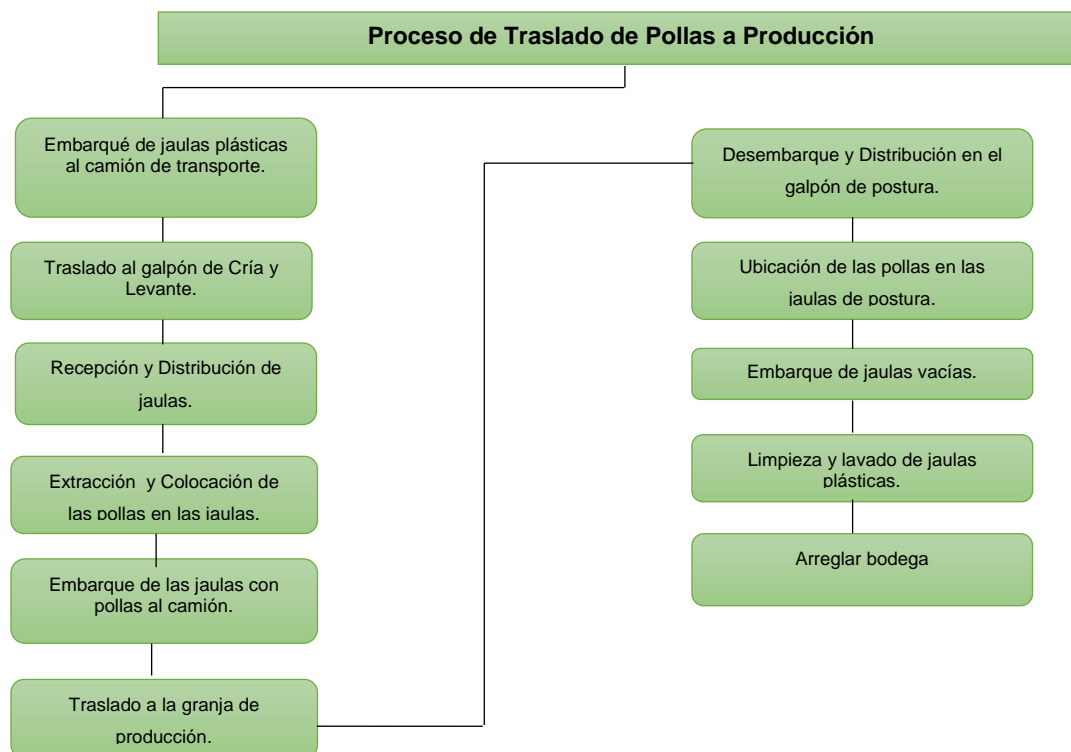 Proceso de Traslado de Pollas a Producción
Embarqué de jaulas plásticas
al camión de transporte.
Traslado al galpón de Cría y
Levante.
Recepción y Distribución de
jaulas.
Extracción y Colocación de
las pollas en las jaulas.
Embarque de las jaulas con
pollas al camión.
Traslado a la granja de
producción.
Desembarque y Distribución en el
galpón de postura.
Ubicación de las pollas en las
jaulas de postura.
Embarque de jaulas vacías.
Limpieza y lavado de jaulas
plásticas.
Arreglar bodega